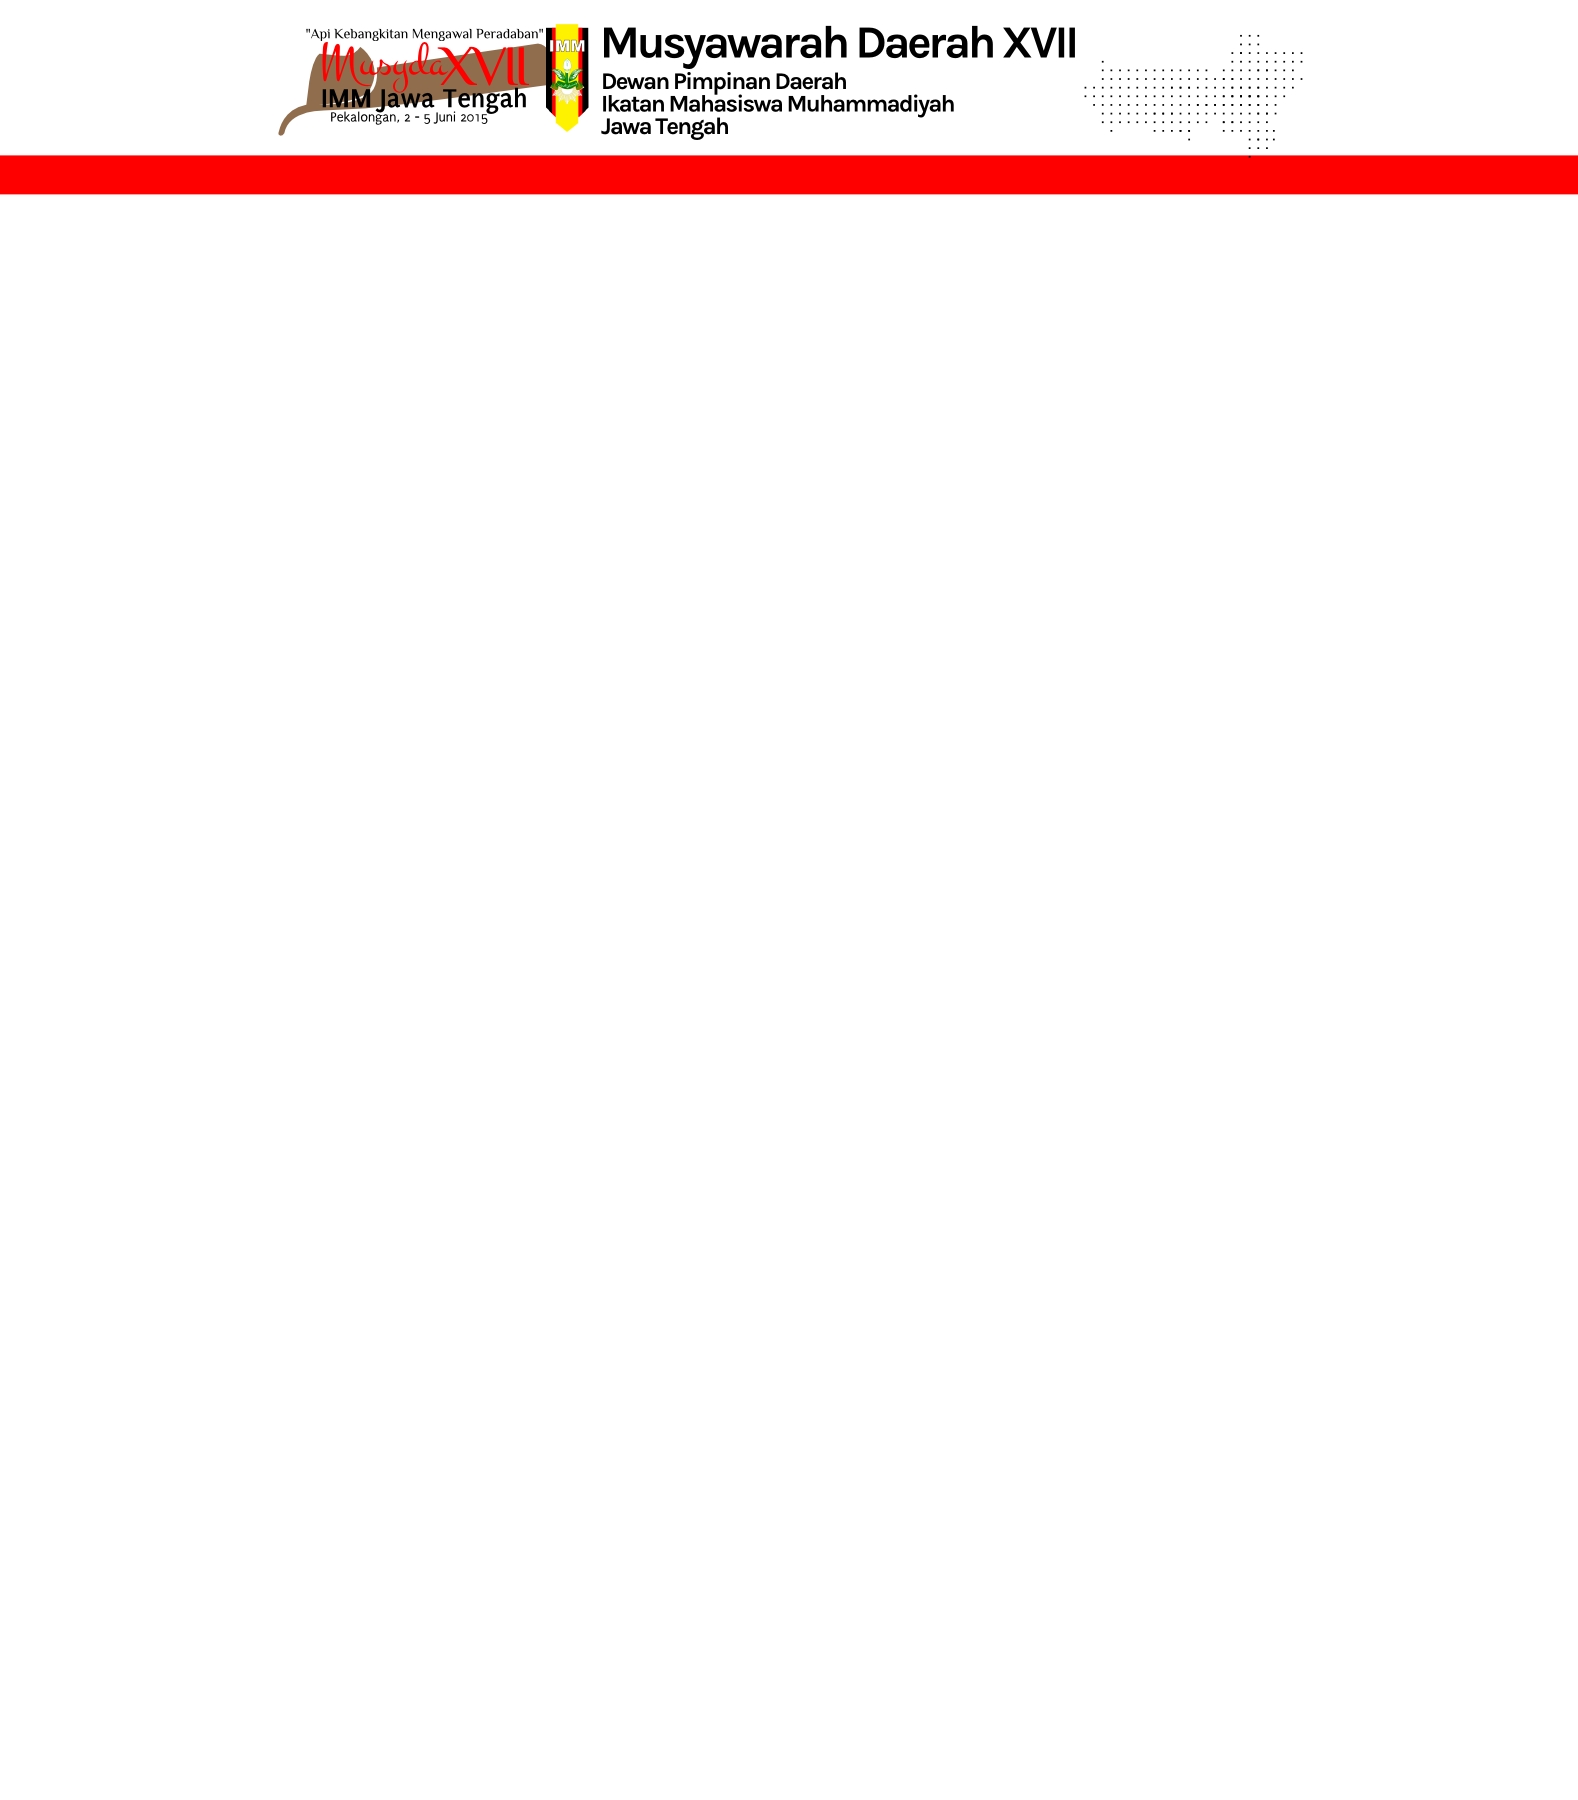 "Api Kebangkitan Mengawal Peradaban"
Musyda XVII
IMM Jawa Tengah
Pekalongan, 2 - 5 Juni 2015
IMM
Musyawarah Daerah XVII
Dewan Pimpinan Daerah
Ikatan Mahasiswa Muhammadiyah
Jawa Tengah